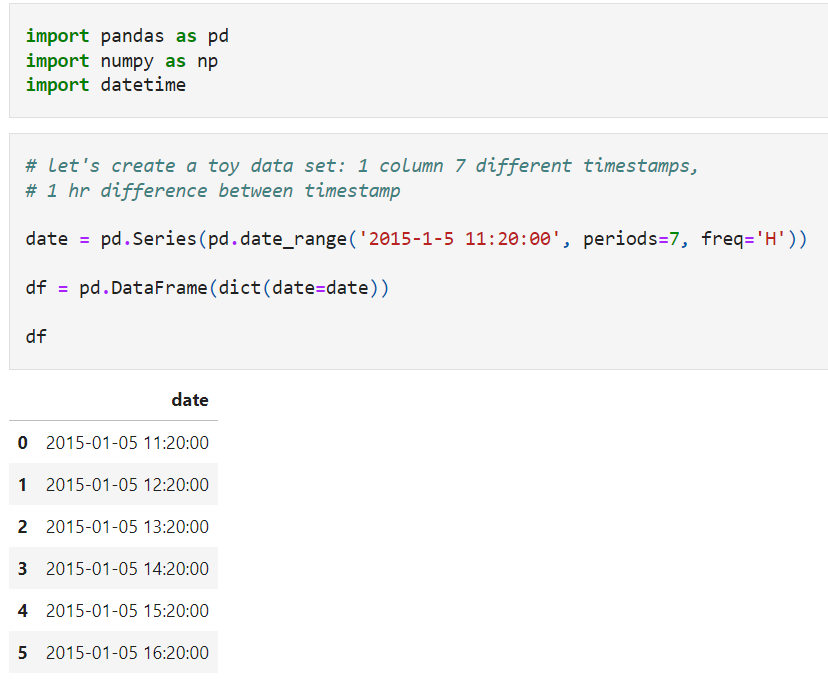 import pandas as pd
import numpy as np
import datetime
# let's create a toy data set: 1 column 7 different timestamps,
# 1 hr difference between timestamp
date = pd.Series(pd.date_range('2015-1-5 11:20:00', periods=7, freq='H'))
df = pd.DataFrame(dict(date=date))
df
date
0 2015-01-05 11:20:00
1 2015-01-05 12:20:00
2 2015-01-05 13:20:00
3 2015-01-05 14:20:00
4 2015-01-05 15:20:00
5 2015-01-05 16:20:00